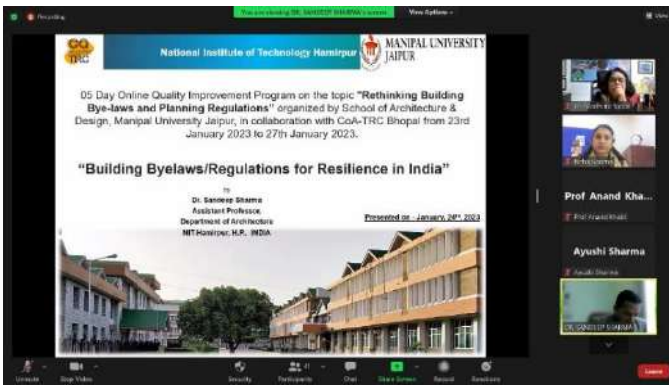 Recording
You are viewing DR. SANDEEP SHARMA's screen
View Options
View
CO
TRC
National Institute of Technology Hamirpur
MANIPAL UNIVERSITY
JAIPUR
05 Day Online Quality Improvement Program on the topic "Rethinking Building
Bye-laws and Planning Regulations" organized by School of Architecture &
Design, Manipal University Jaipur, in collaboration with CoA-TRC Bhopal from 23rd
January 2023 to 27th January 2023.
"Building Byelaws/Regulations for Resilience in India"
by
Dr. Sandeep Sharma
Assistant Professor,
Department of Architecture
NIT-Hamirpur, H.P., INDIA
Presented on - January, 24th, 2023
Prof Anand Kha...
Prof Anand Khatri
Ayushi Sharma
Ayushi Sharma
DR. SANDEEP SHARMA
Unmute
Stop Video
Security
Participants
41
Chat
Share Screen
Record
Reactions
Leave